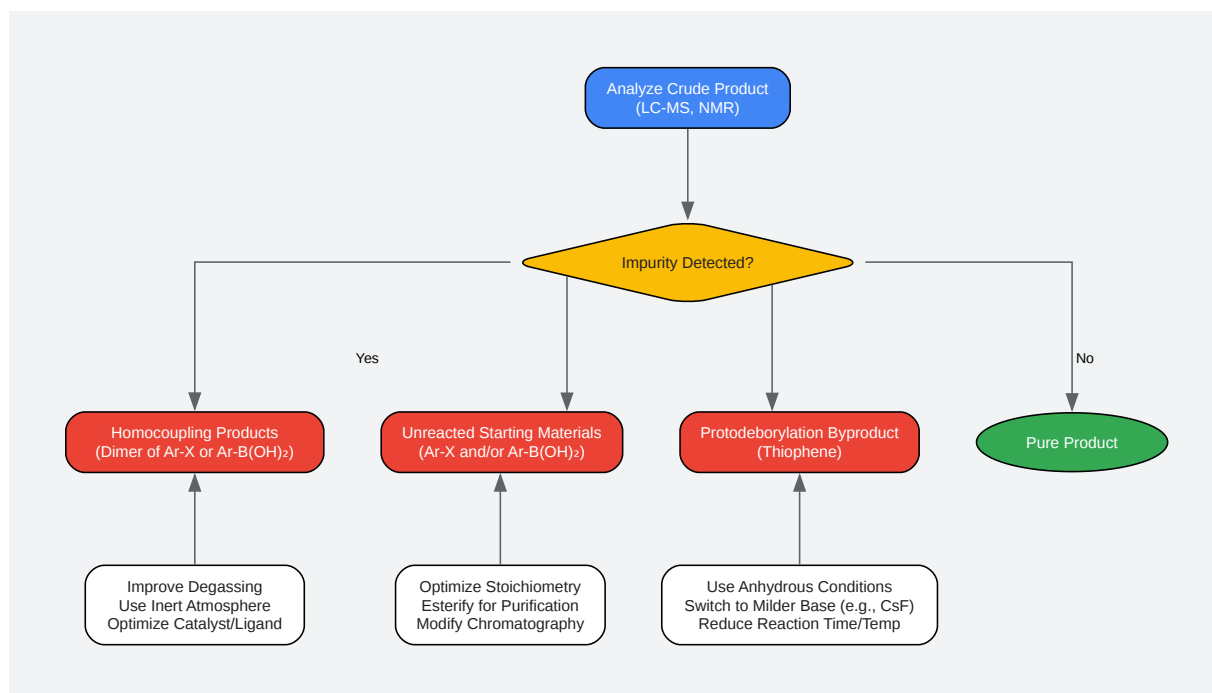 Analyze Crude Product
(LC-MS, NMR)
Impurity Detected?
Yes
No
Homocoupling Products
(Dimer of Ar-X or Ar-B(OH)₂)
Unreacted Starting Materials
(Ar-X and/or Ar-B(OH)₂)
Protodeborylation Byproduct
(Thiophene)
Pure Product
Improve Degassing
Use Inert Atmosphere
Optimize Catalyst/Ligand
Optimize Stoichiometry
Esterify for Purification
Modify Chromatography
Use Anhydrous Conditions
Switch to Milder Base (e.g., CsF)
Reduce Reaction Time/Temp